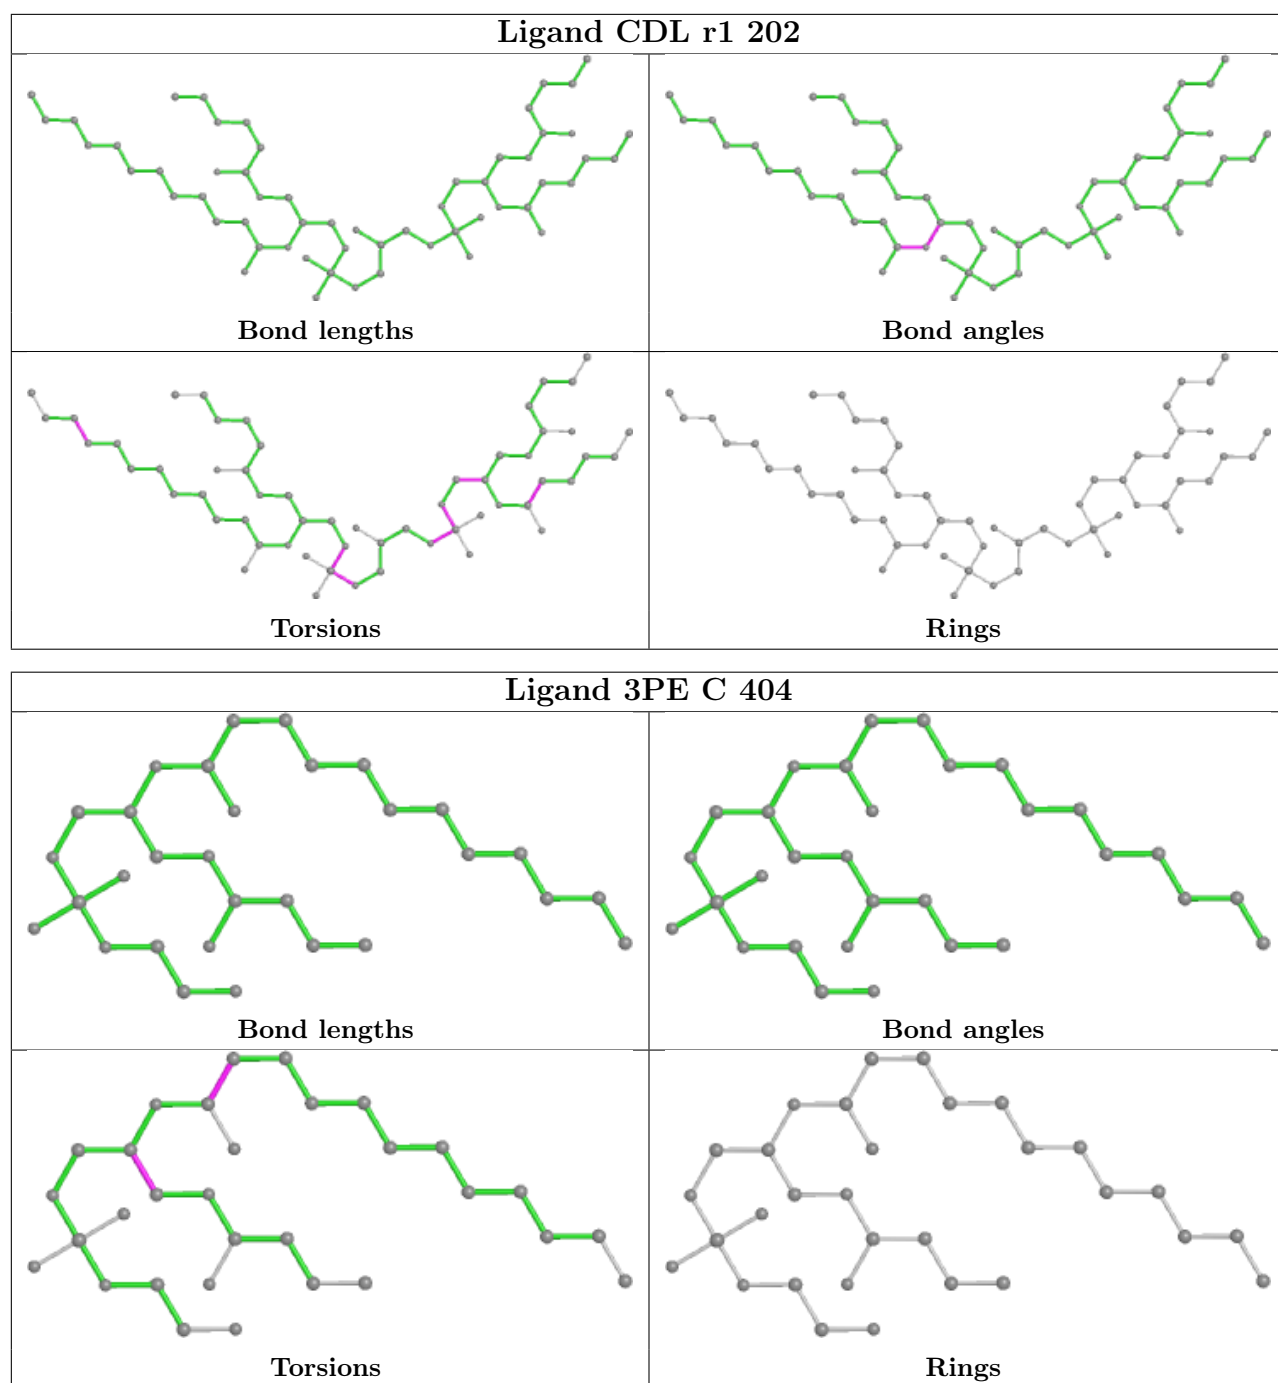 Ligand CDL r1 202
Bond lengths
Bond angles
Torsions
Rings
Ligand 3PE C 404
Bond lengths
Bond angles
Torsions
Rings